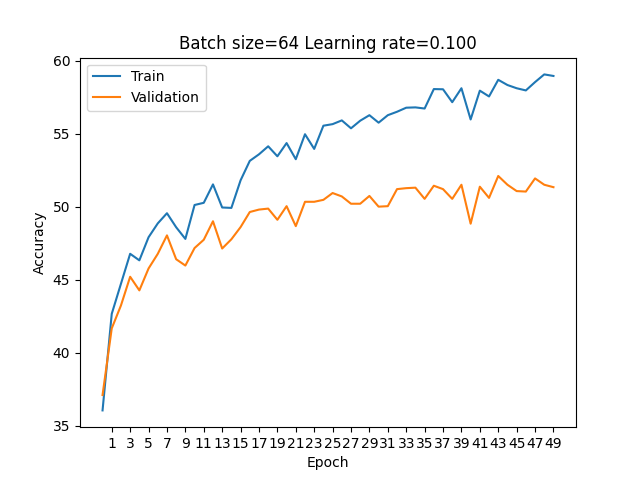 Batch size=64 Learning rate=0.100
Train
Validation
60
55
50
45
40
35
Accuracy
1 3 5 7 9 11 13 15 17 19 21 23 25 27 29 31 33 35 37 39 41 43 45 47 49
Epoch